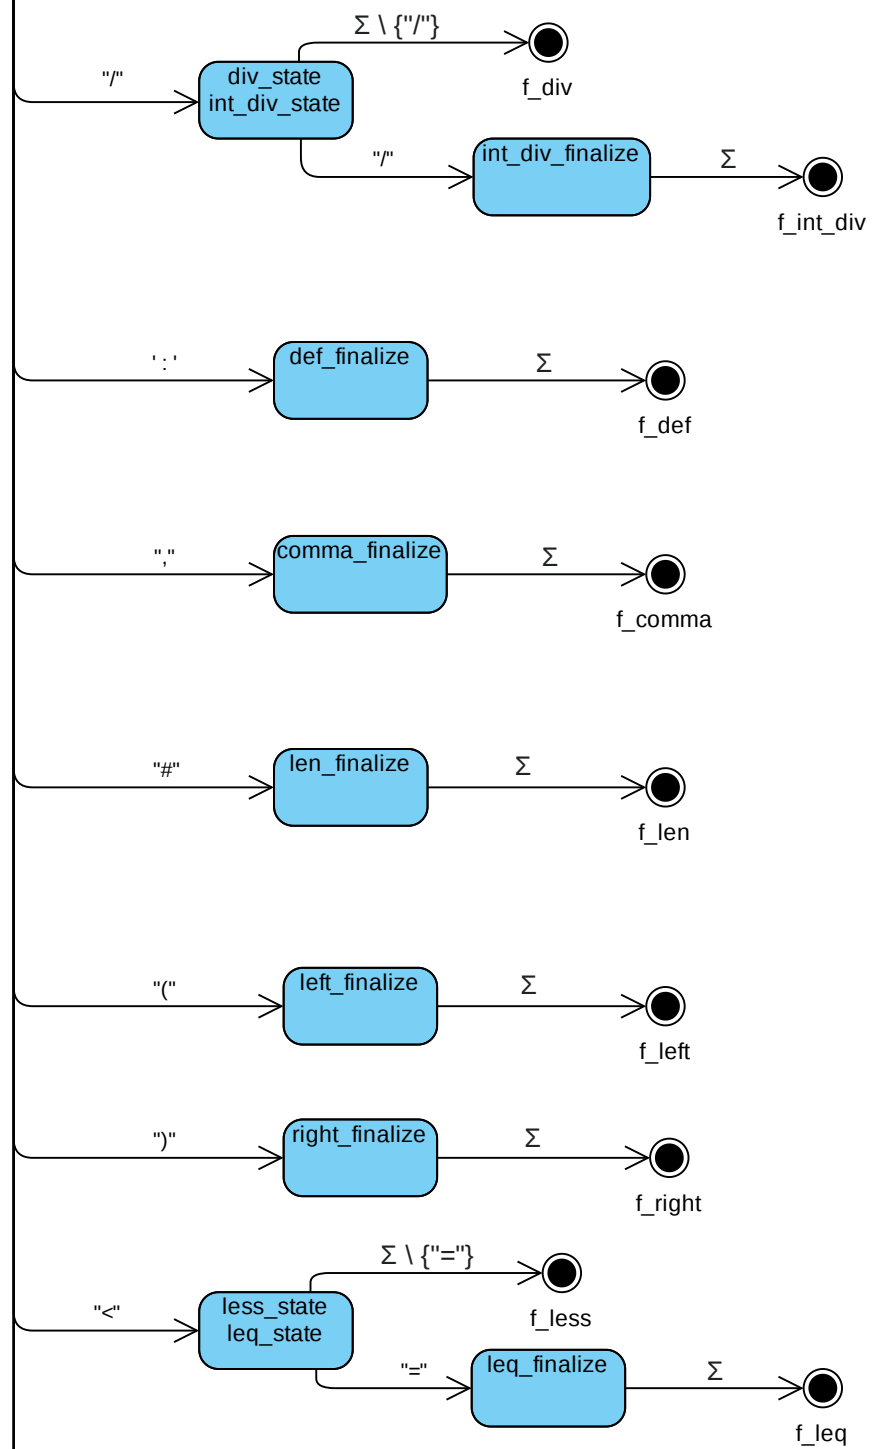 Σ \ {"/"}
"/"
div_state
int_div_state
f_div
"/"
int_div_finalize
Σ
f_int_div
' : '
def_finalize
Σ
f_def
","
comma_finalize
Σ
f_comma
"#"
len_finalize
Σ
f_len
"("
left_finalize
Σ
f_left
")"
right_finalize
Σ
f_right
Σ \ {"="}
"<"
less_state
leq_state
f_less
"="
leq_finalize
Σ
f_leq